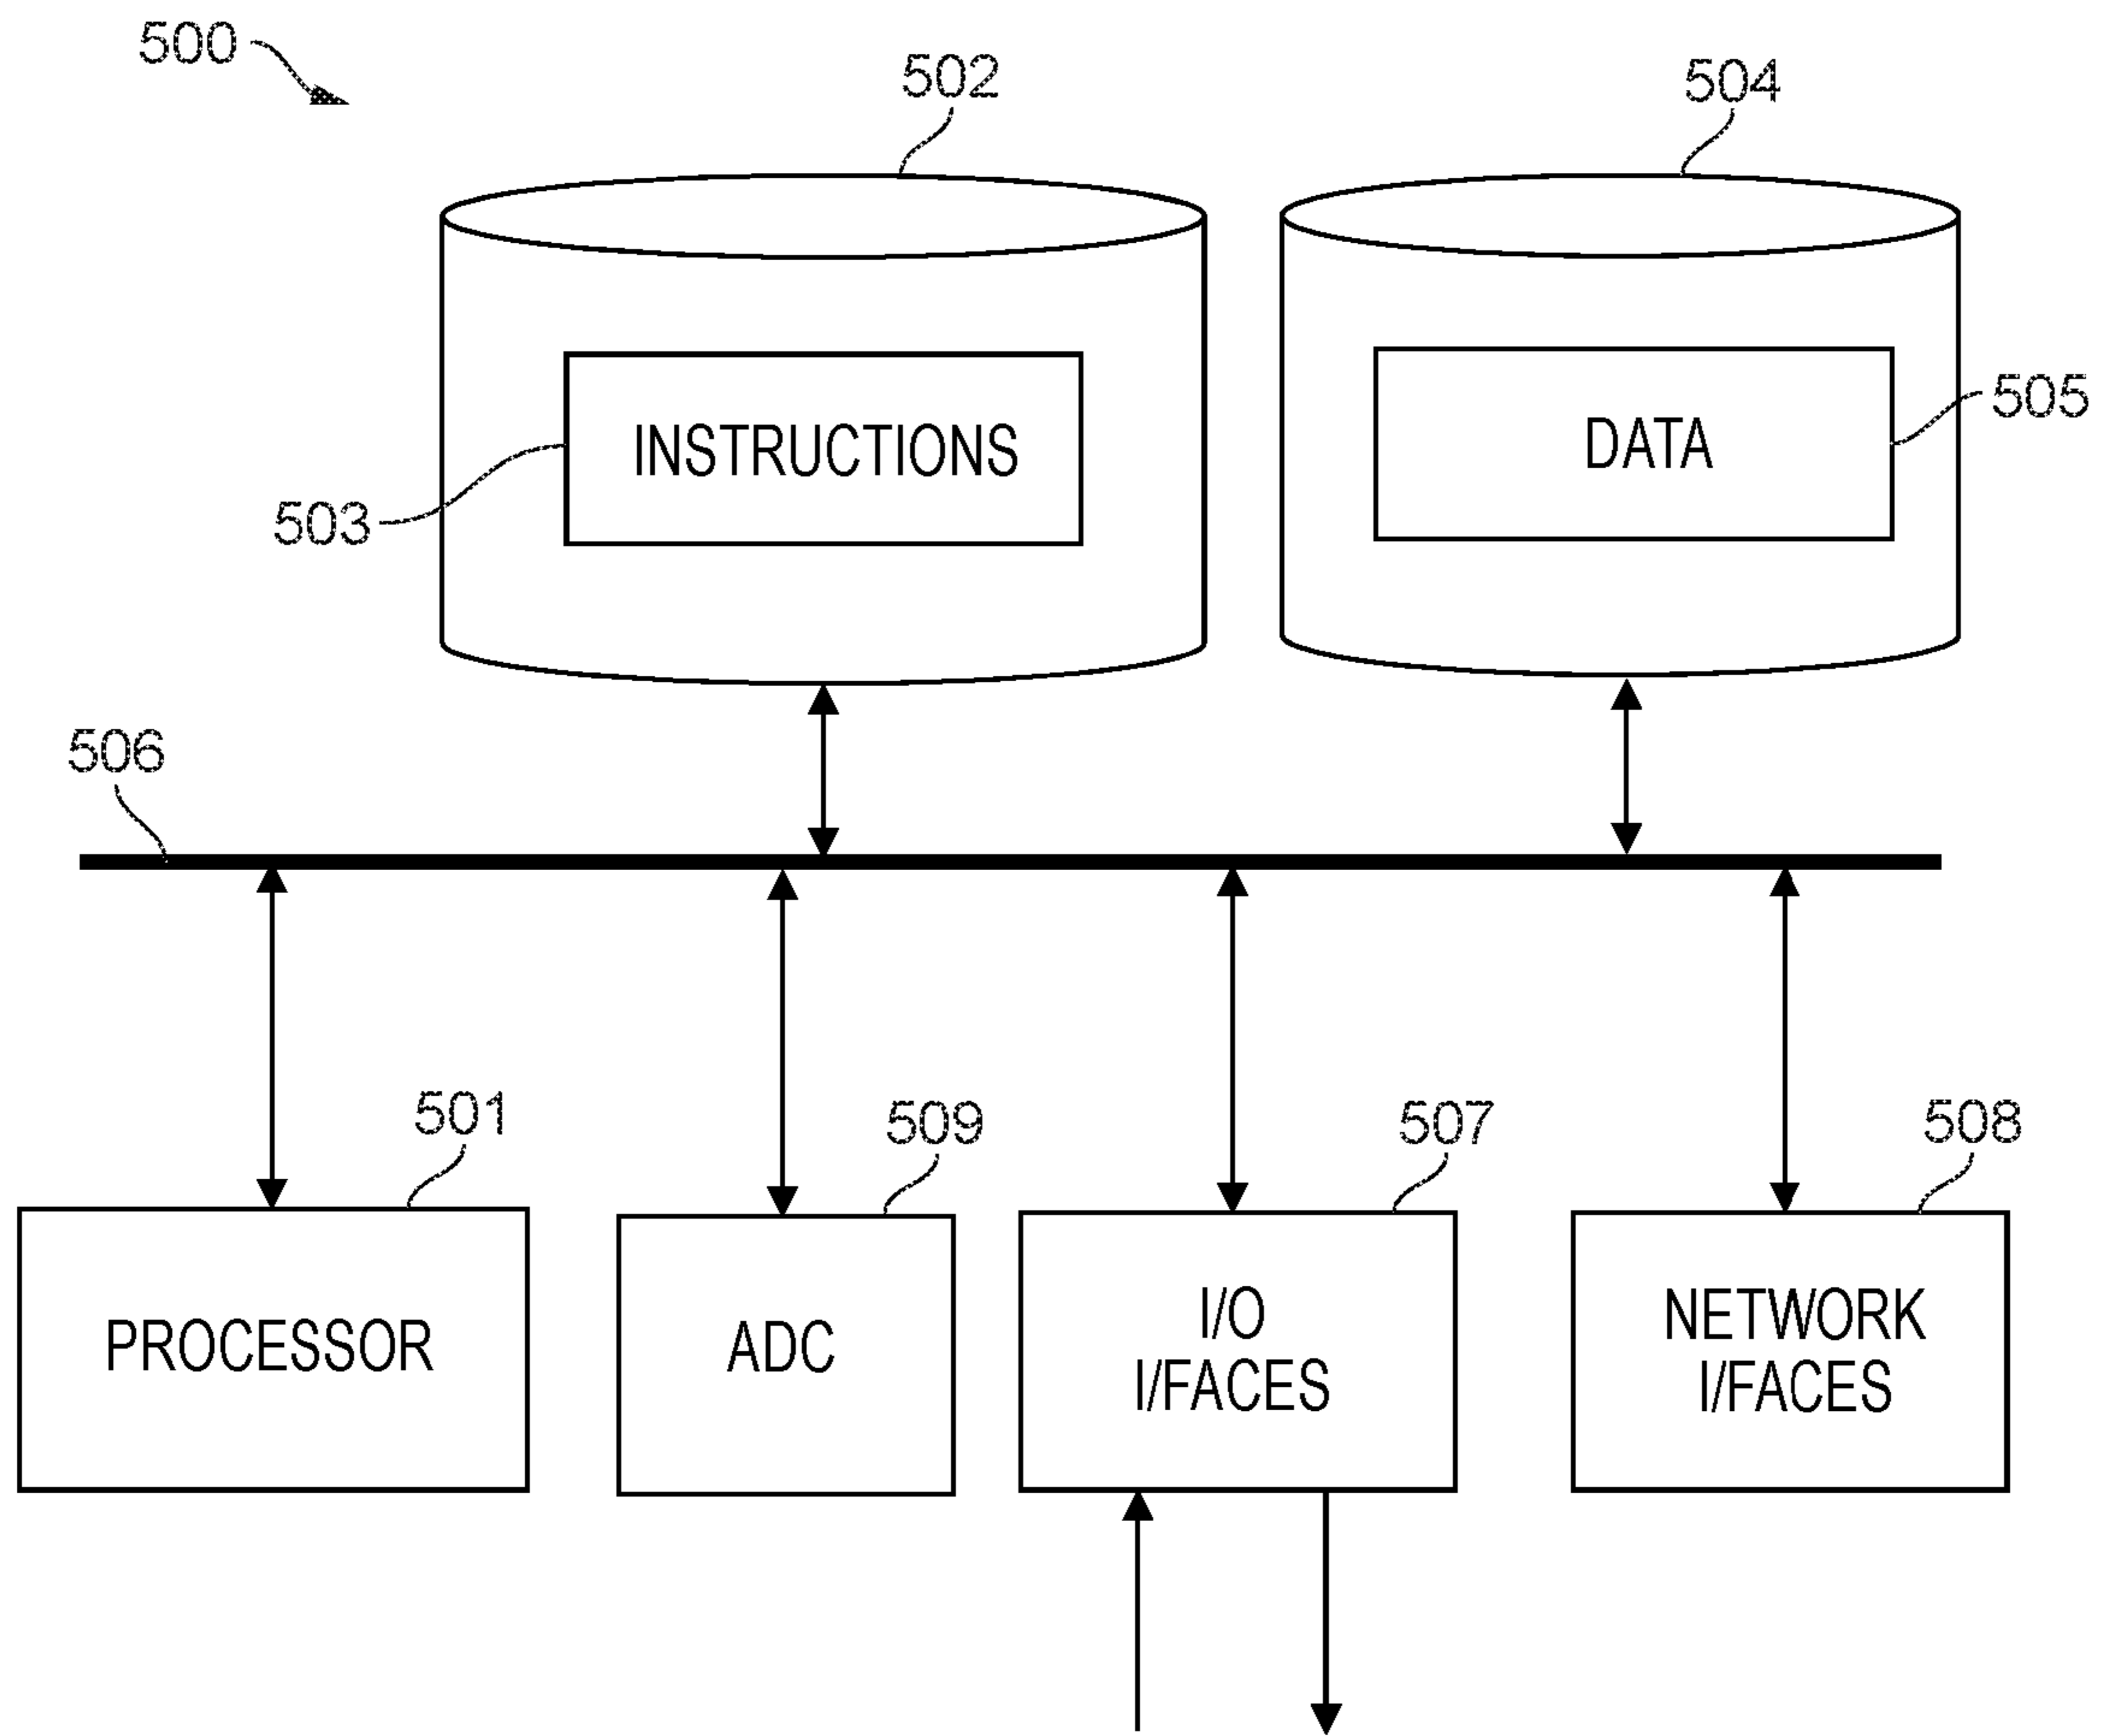 500
502
504
INSTRUCTIONS
DATA
505
503
506
501
509
507
508
PROCESSOR
ADC
I/O
I/FACES
NETWORK
I/FACES